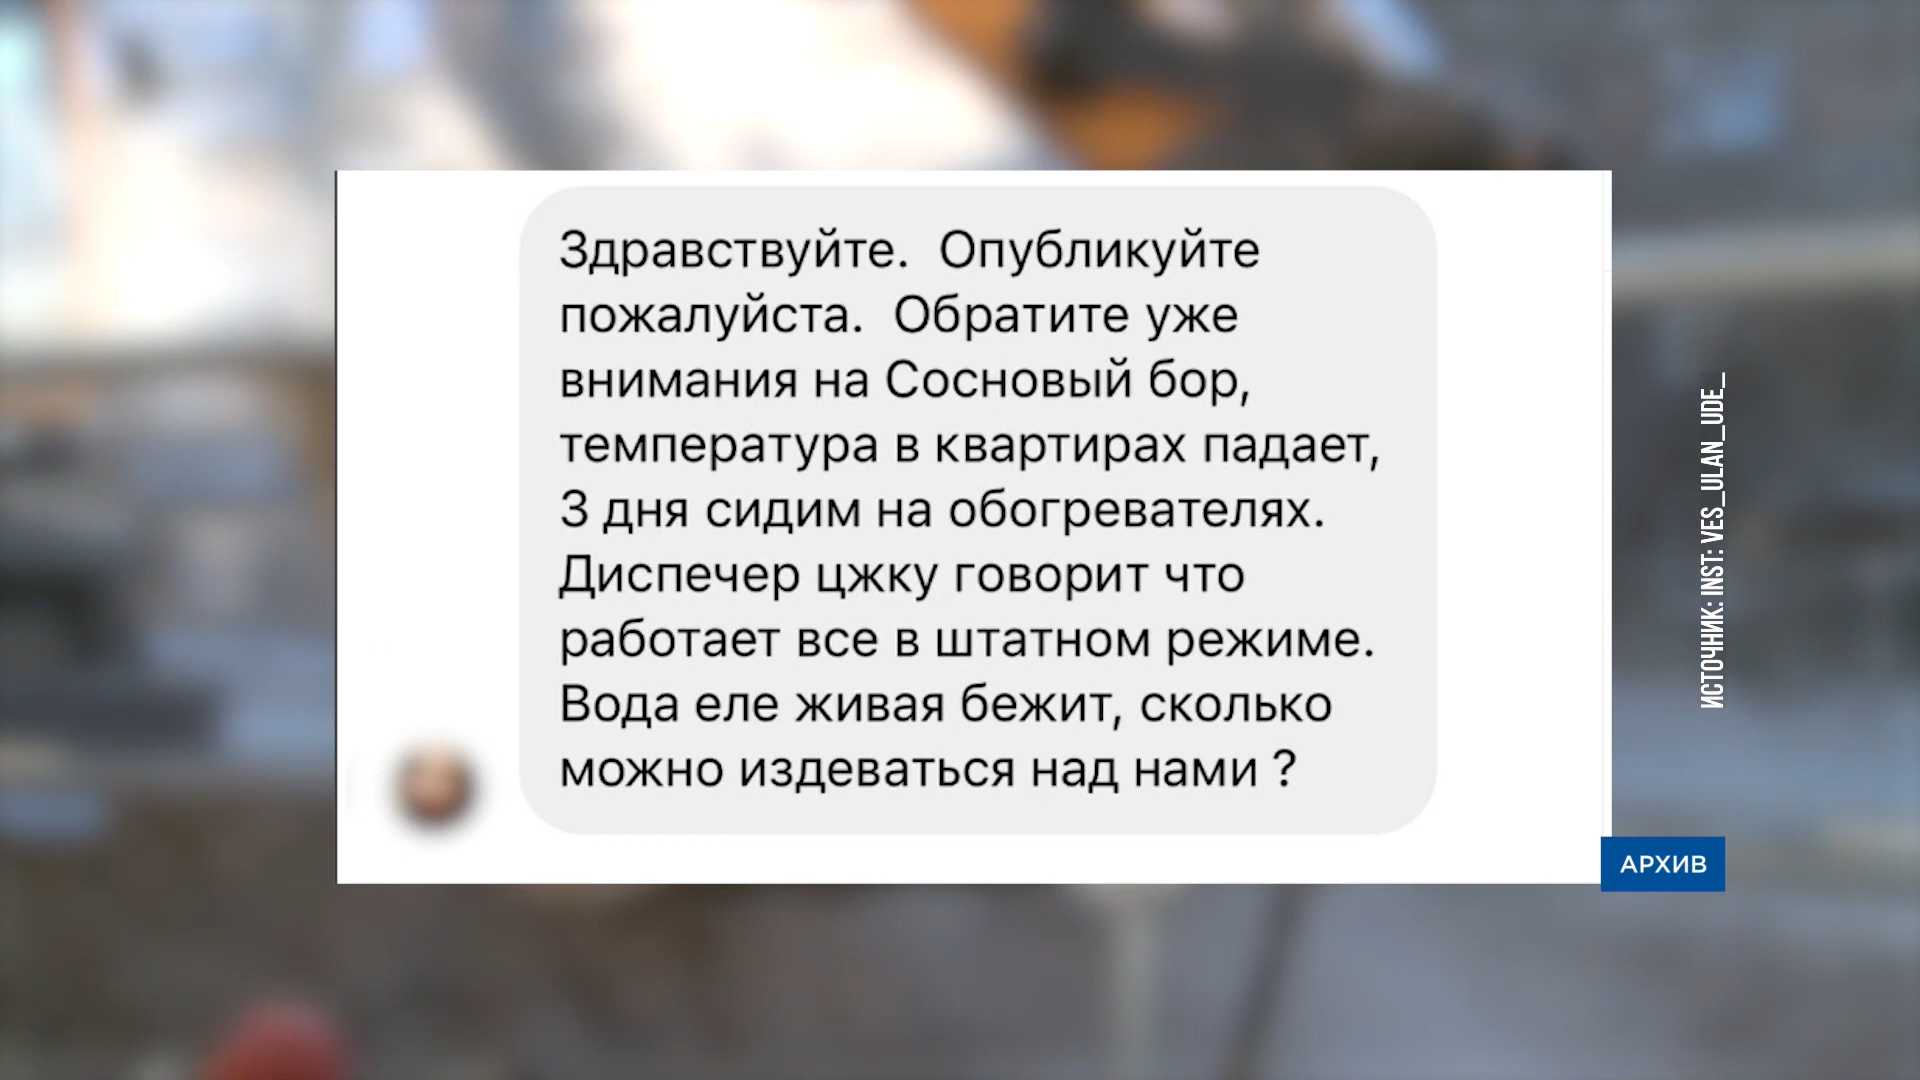 Здравствуйте.  Опубликуйте
пожалуйста.  Обратите уже
внимания на Сосновый бор,
температура в квартирах падает,
3 дня сидим на обогревателях.
Диспечер цжку говорит что
работает все в штатном режиме.
Вода еле живая бежит, сколько
можно издеваться над нами ?
ИСТОЧНИК: INST: VES_ULAN_UDE_
АРХИВ